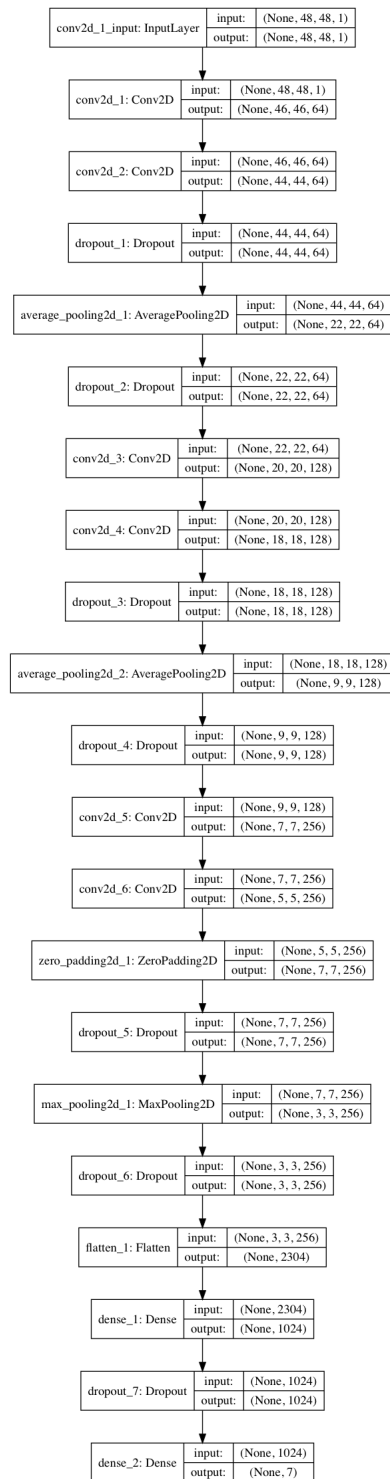 conv2d_1_input: InputLayer input: (None, 48, 48, 1)
output: (None, 48, 48, 1)
conv2d_1: Conv2D input: (None, 48, 48, 1)
output: (None, 46, 46, 64)
conv2d_2: Conv2D input: (None, 46, 46, 64)
output: (None, 44, 44, 64)
dropout_1: Dropout input: (None, 44, 44, 64)
output: (None, 44, 44, 64)
average_pooling2d_1: AveragePooling2D input: (None, 44, 44, 64)
output: (None, 22, 22, 64)
dropout_2: Dropout input: (None, 22, 22, 64)
output: (None, 22, 22, 64)
conv2d_3: Conv2D input: (None, 22, 22, 64)
output: (None, 20, 20, 128)
conv2d_4: Conv2D input: (None, 20, 20, 128)
output: (None, 18, 18, 128)
dropout_3: Dropout input: (None, 18, 18, 128)
output: (None, 18, 18, 128)
average_pooling2d_2: AveragePooling2D input: (None, 18, 18, 128)
output: (None, 9, 9, 128)
dropout_4: Dropout input: (None, 9, 9, 128)
output: (None, 9, 9, 128)
conv2d_5: Conv2D input: (None, 9, 9, 128)
output: (None, 7, 7, 256)
conv2d_6: Conv2D input: (None, 7, 7, 256)
output: (None, 5, 5, 256)
zero_padding2d_1: ZeroPadding2D input: (None, 5, 5, 256)
output: (None, 7, 7, 256)
dropout_5: Dropout input: (None, 7, 7, 256)
output: (None, 7, 7, 256)
max_pooling2d_1: MaxPooling2D input: (None, 7, 7, 256)
output: (None, 3, 3, 256)
dropout_6: Dropout input: (None, 3, 3, 256)
output: (None, 3, 3, 256)
flatten_1: Flatten input: (None, 3, 3, 256)
output: (None, 2304)
dense_1: Dense input: (None, 2304)
output: (None, 1024)
dropout_7: Dropout input: (None, 1024)
output: (None, 1024)
dense_2: Dense input: (None, 1024)
output: (None, 7)